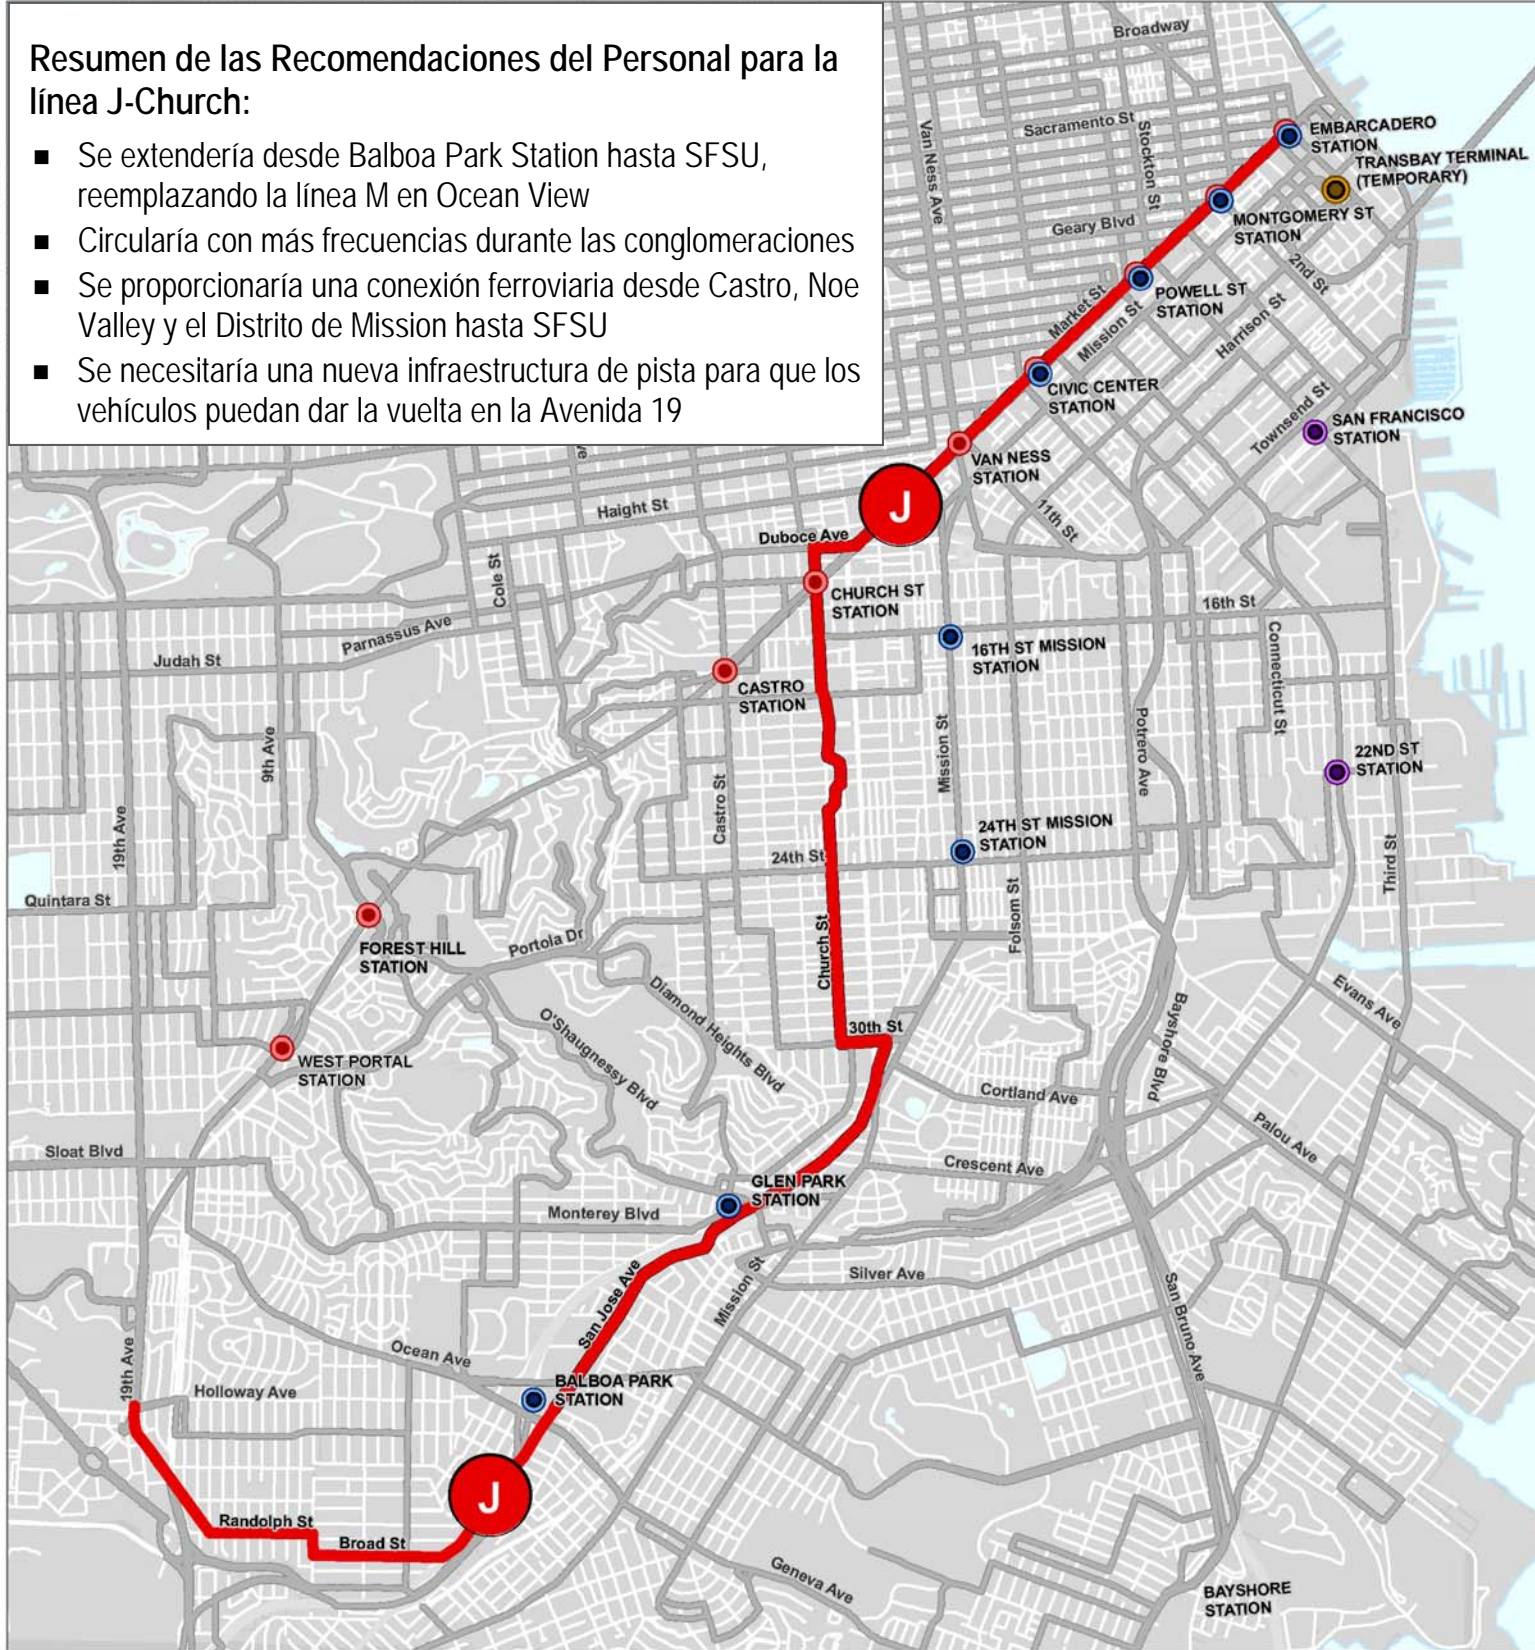 Resumen de las Recomendaciones del Personal para la
línea J-Church:
■ Se extendería desde Balboa Park Station hasta SFSU,
reemplazando la línea M en Ocean View
■ Circularía con más frecuencias durante las conglomeraciones
■ Se proporcionaría una conexión ferroviaria desde Castro, Noe
Valley y el Distrito de Mission hasta SFSU
■ Se necesitaría una nueva infraestructura de pista para que los
vehículos puedan dar la vuelta en la Avenida 19
Broadway
Van Ness Ave
Sacramento St
Stockton St
EMBARCADERO
STATION
TRANSBAY TERMINAL
(TEMPORARY)
Geary Blvd
MONTGOMERY ST
STATION
2nd St
POWELL ST
STATION
Market St
Mission St
Harrison St
CIVIC CENTER
STATION
Townsend St
SAN FRANCISCO
STATION
ve
VAN NESS
STATION
J
Haight St
11th St
Duboce Ave
Cole St
CHURCH ST
STATION
16th St
Parnassus Ave
Judah St
16TH ST MISSION
STATION
Connecticut St
CASTRO
STATION
9th Ave
Mission St
Potrero Ave
22ND ST
STATION
19th Ave
Castro St
24TH ST MISSION
STATION
24th St
Third St
Quintara St
Folsom St
Church St
FOREST HILL
STATION
Portola Dr
Diamond Heights Blvd
Evans Ave
O'Shaugnessy Blvd
30th St
Bayshore Blvd
WEST PORTAL
STATION
Cortland Ave
Palou Ave
Sloat Blvd
Crescent Ave
GLEN PARK
STATION
Monterey Blvd
Silver Ave
San Jose Ave
Mission St
San Bruno Ave
Ocean Ave
19th Ave
Holloway Ave
BALBOA PARK
STATION
J
Randolph St
Broad St
Geneva Ave
BAYSHORE
STATION